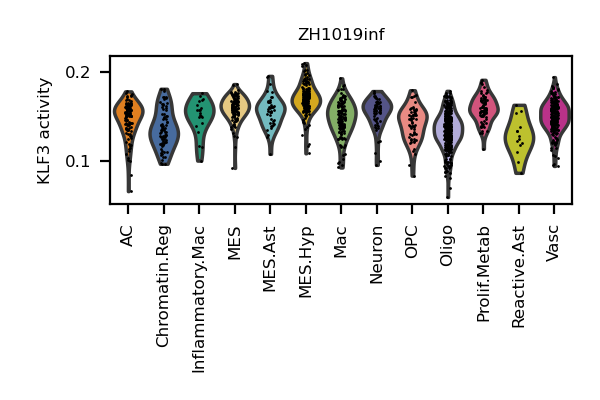 ZH1019inf
KLF3 activity
0.2
0.1
AC
Chromatin.Reg
Inflammatory.Mac
MES
MES.Ast
MES.Hyp
Mac
Neuron
OPC
Oligo
Prolif.Metab
Reactive.Ast
Vasc